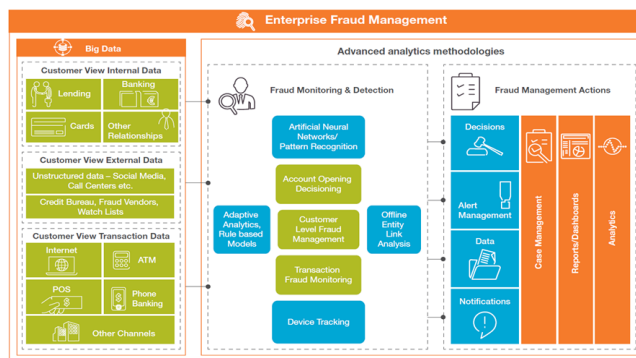 Enterprise Fraud Management
Big Data
Customer View Internal Data
Lending
Banking
Cards
Other
Relationships
Customer View External Data
Unstructured data – Social Media,
Call Centers etc.
Credit Bureau, Fraud Vendors,
Watch Lists
Customer View Transaction Data
Internet
ATM
POS
Phone
Banking
Other Channels
Advanced analytics methodologies
Fraud Monitoring & Detection
Artificial Neural
Networks/
Pattern Recognition
Account Opening
Decisioning
Adaptive
Analytics,
Rule based
Models
Customer
Level Fraud
Management
Offline
Entity
Link
Analysis
Transaction
Fraud Monitoring
Device Tracking
Fraud Management Actions
Decisions
Alert
Management
Data
Notifications
Case Management
Reports/Dashboards
Analytics